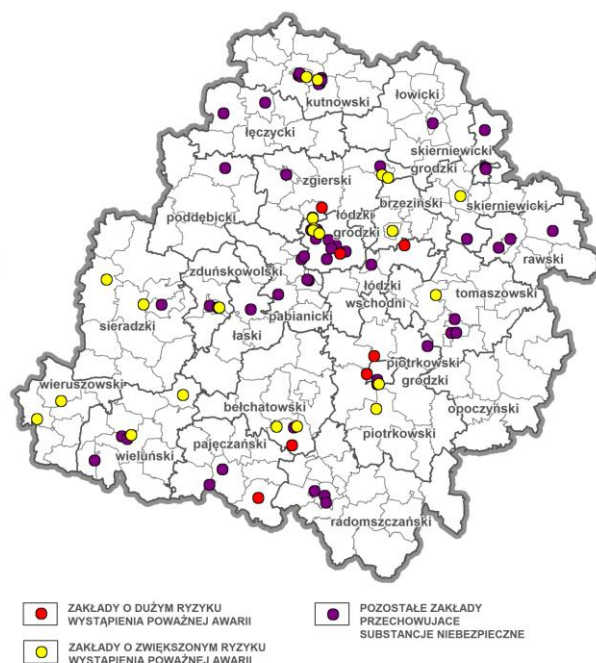 kutnowski
łowicki
łęczycki
skierniewicki
grodzki
zgierski
brzeziński
skierniewicki
poddębicki
łódzki
grodzki
rawski
zduńskowolski
łódzki
wschodni
tomaszowski
sieradzki
pabianicki
łaski
piotrkowski
grodzki
wieruszowski
bełchatowski
opoczyński
pajęczański
piotrkowski
wieluński
radomszczański
ZAKŁADY O DUŻYM RYZYKU
WYSTĄPIENIA POWAŻNEJ AWARII
ZAKŁADY O ZWIĘKSZONYM RYZYKU
WYSTĄPIENIA POWAŻNEJ AWARII
POZOSTAŁE ZAKŁADY
PRZECHOWUJACE
SUBSTANCJE NIEBEZPIECZNE